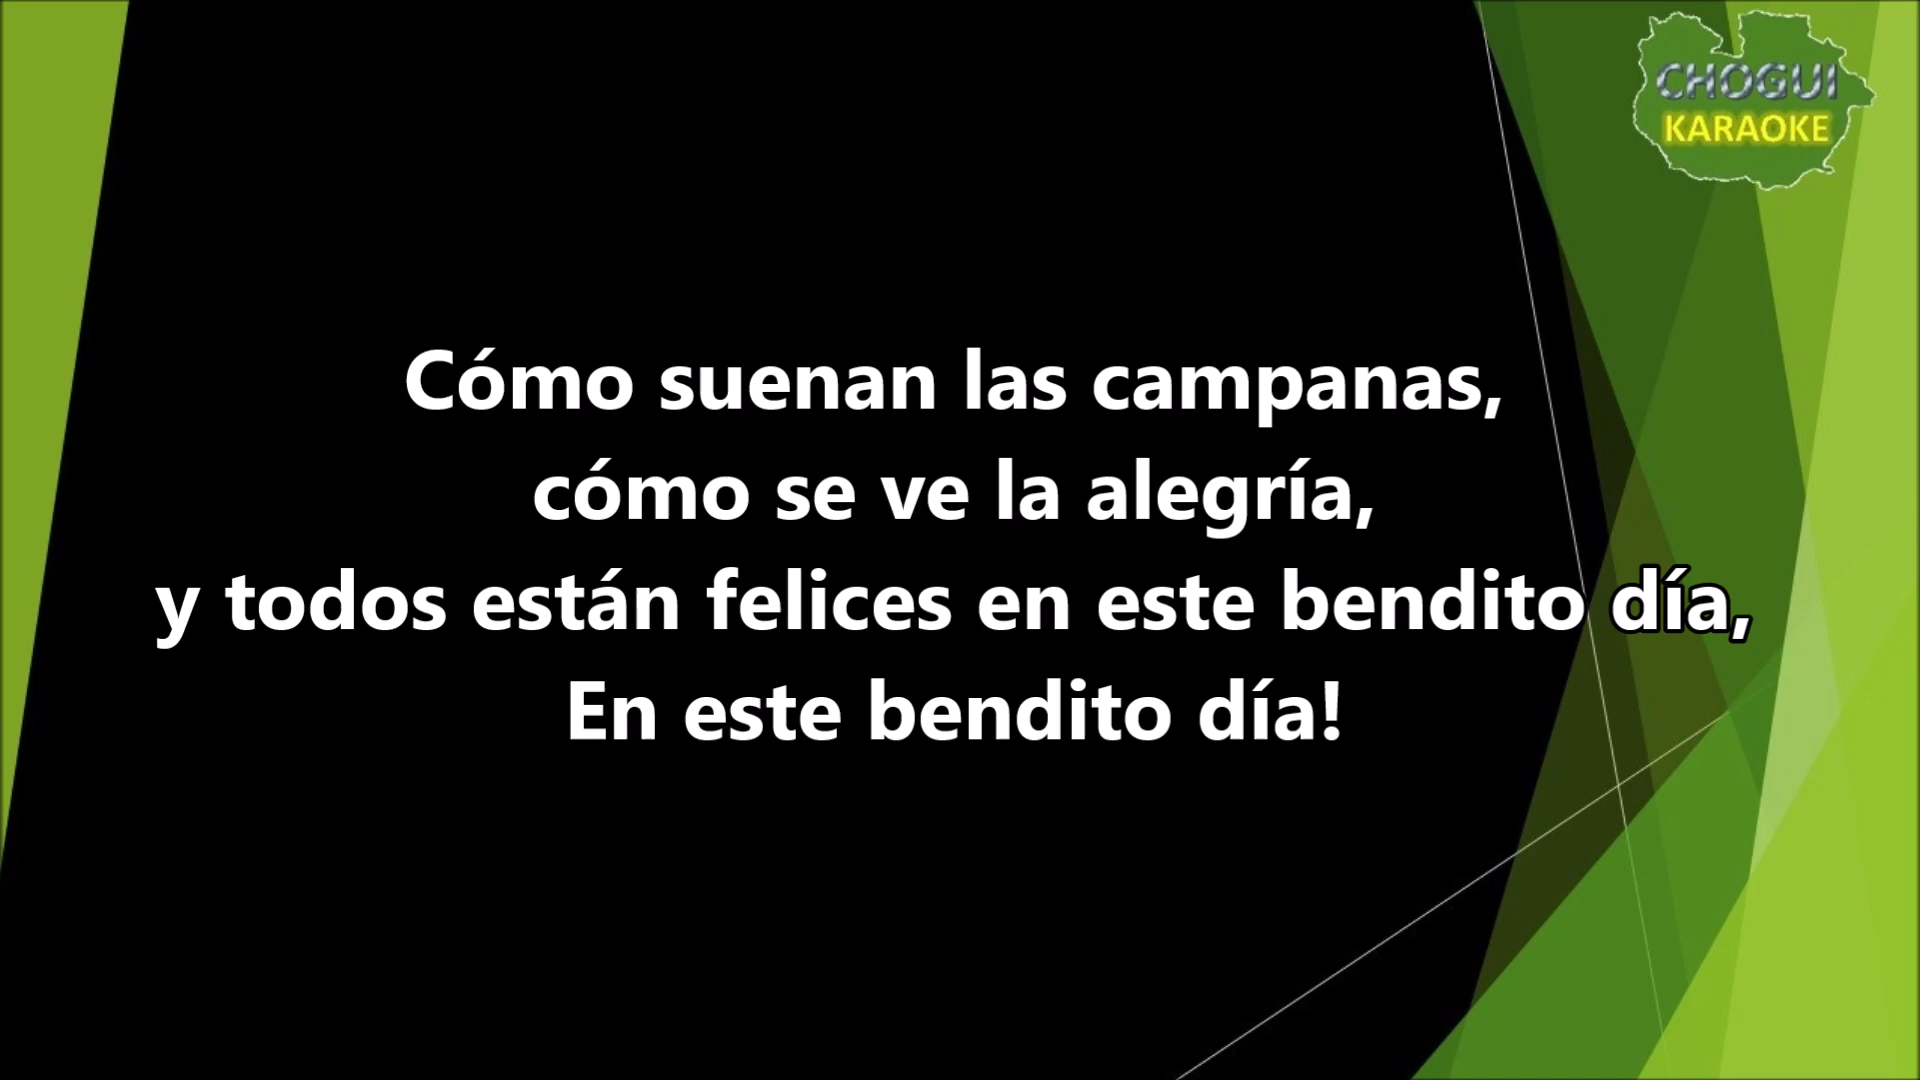 CHOGUI
KARAOKE
Cómo suenan las campanas,
cómo se ve la alegría,
y todos están felices en este bendito día,
En este bendito día!